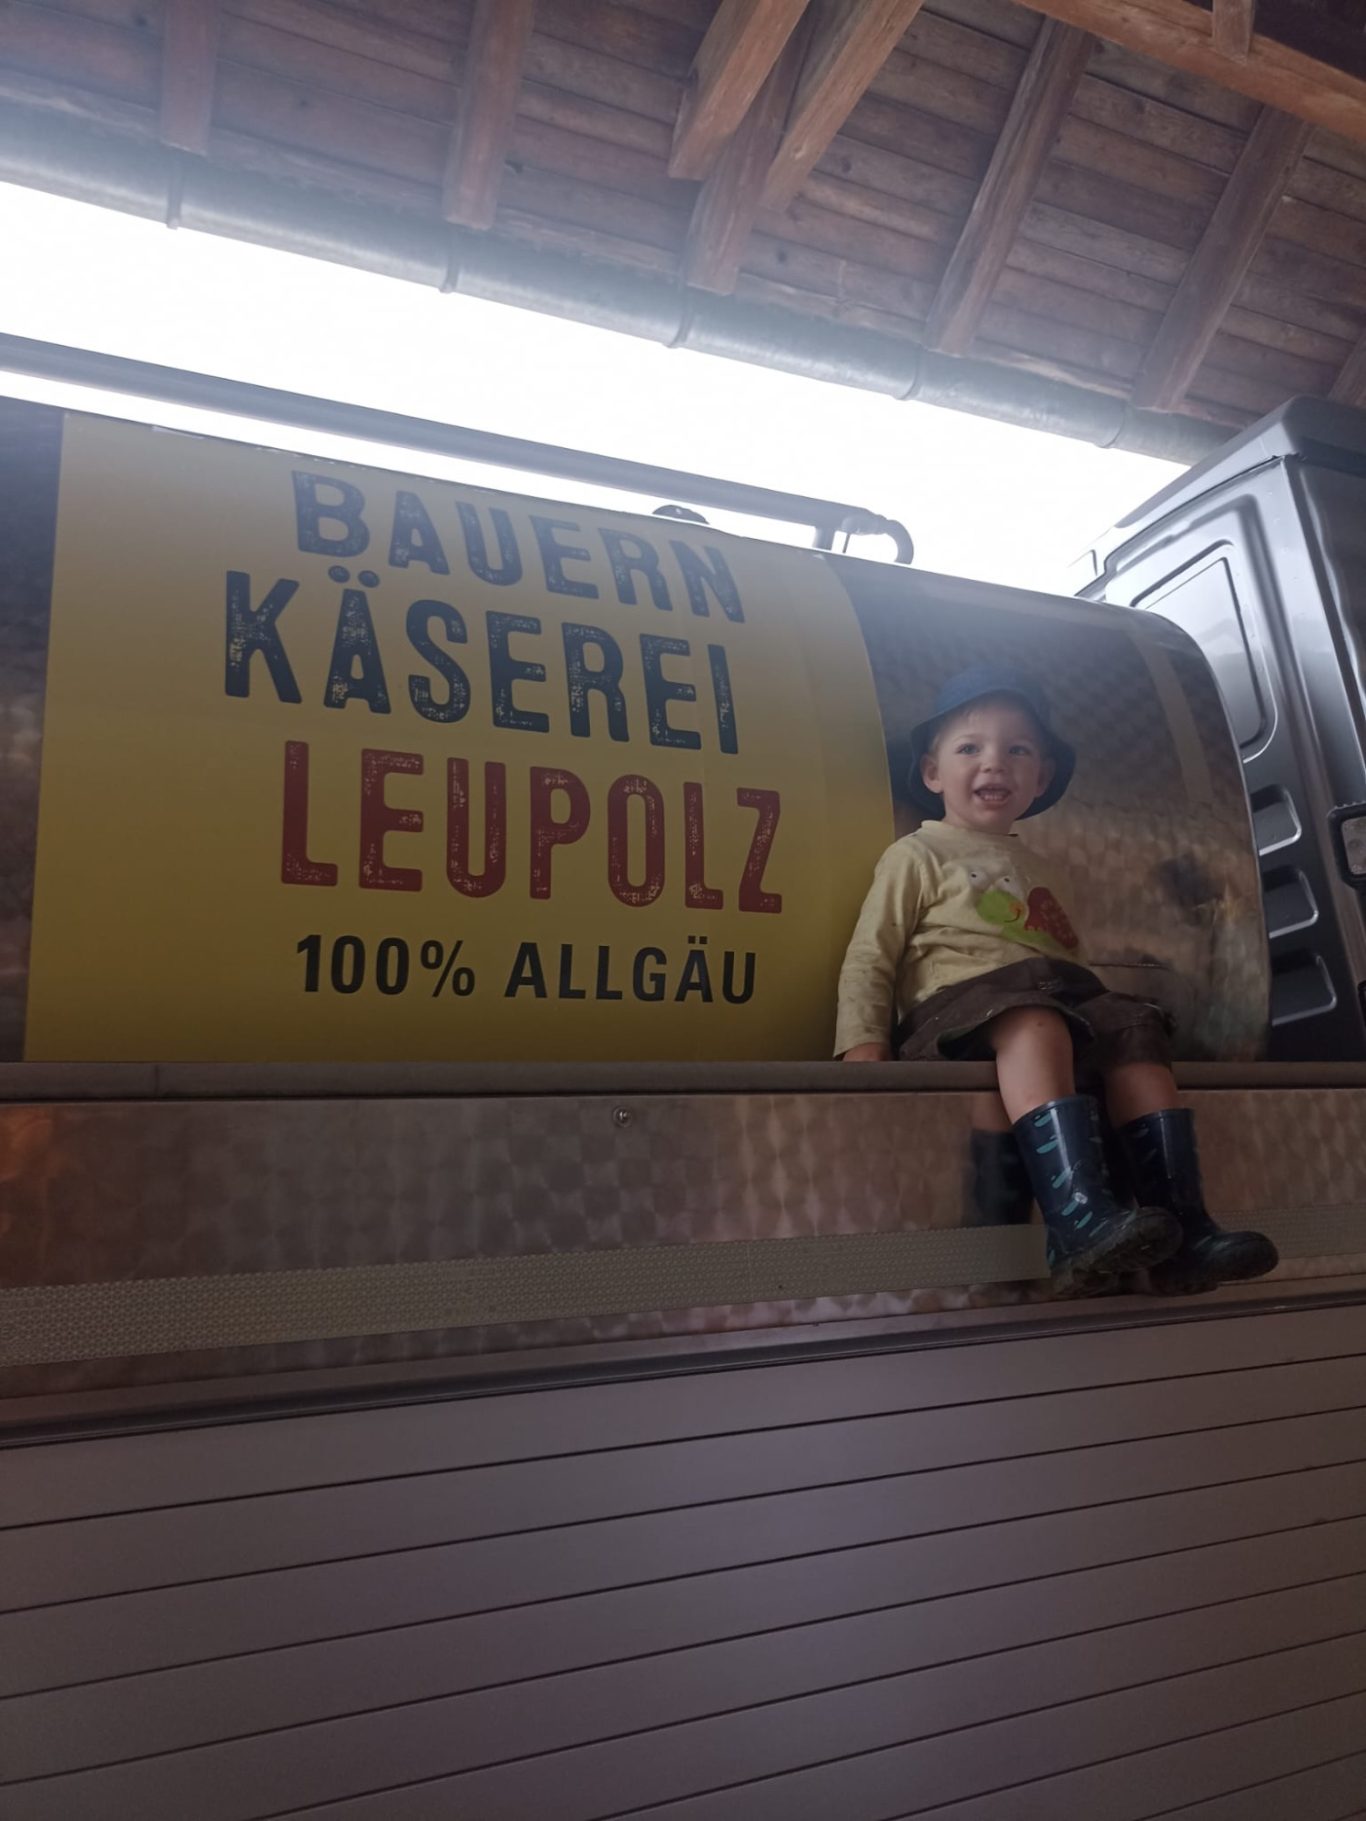 BAUERN
KÄSEREI
LEUPOLZ
100% ALLGÄU